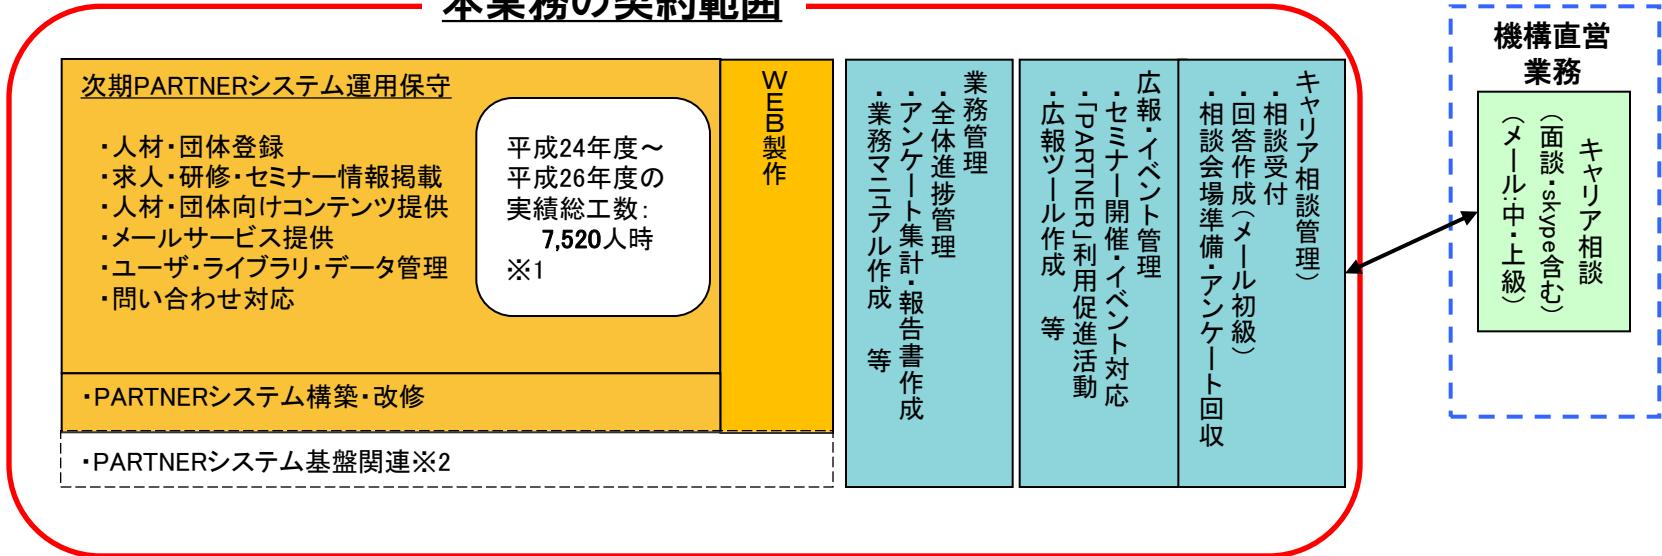 本業務の契約範囲
次期PARTNERシステム運用保守
・人材・団体登録
・求人・研修・セミナー情報掲載
・人材・団体向けコンテンツ提供
・メールサービス提供
・ユーザ・ライブラリ・データ管理
・問い合わせ対応
平成24年度～
平成26年度の
実績総工数：
7,520人時
※1
・PARTNERシステム構築・改修
・PARTNERシステム基盤関連※2
WEB製作
業務管理
・全体進捗管理
・アンケート集計・報告書作成
・業務マニュアル作成　等
広報・イベント管理
・セミナー開催・イベント対応
・「PARTNER」利用促進活動
・広報ツール作成　等
キャリア相談管理）
・相談受付
・回答作成（メール初級）
・相談会場準備・アンケート回収
機構直営
業務
キャリア相談
（面談・skype含む）
（メール:中・上級）